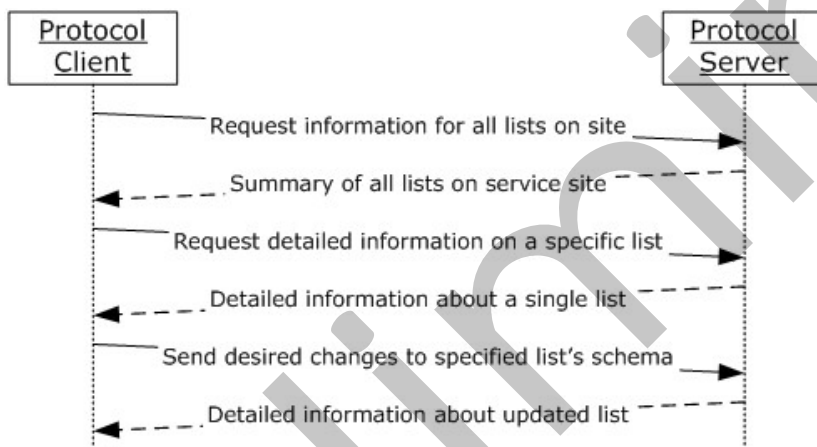 Protocol
Client
Protocol
Server
Request information for all lists on site
Summary of all lists on service site
Request detailed information on a specific list
Detailed information about a single list
Send desired changes to specified list's schema
Detailed information about updated list